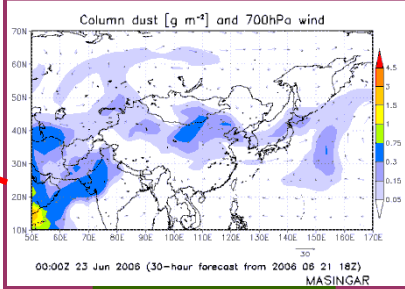 Column dust [g m⁻²] and 700hPa wind
70N
60N
50N
40N
30N
20N
10N
50E 60E 70E 80E 90E 100E 110E 120E 130E 140E 150E 160E 170E
4.5
3
1.5
0.75
0.3
0.15
0.05
30
00:00Z 23 Jun 2006 (30-hour forecast from 2006 06 21 18Z)
MASINGAR